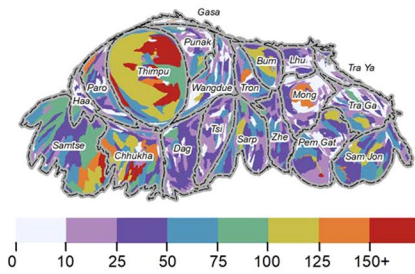 Gasa
Punak
Thimpu
Bum
Lhu
Tra Ya
Paro
Wangdue
Tron
Mong
Haa
Tra Ga
Tsi
Samtse
Chhukha
Dag
Sarp
Zhe
Pem Gat
Sam Jon
0 10 25 50 75 100 125 150+